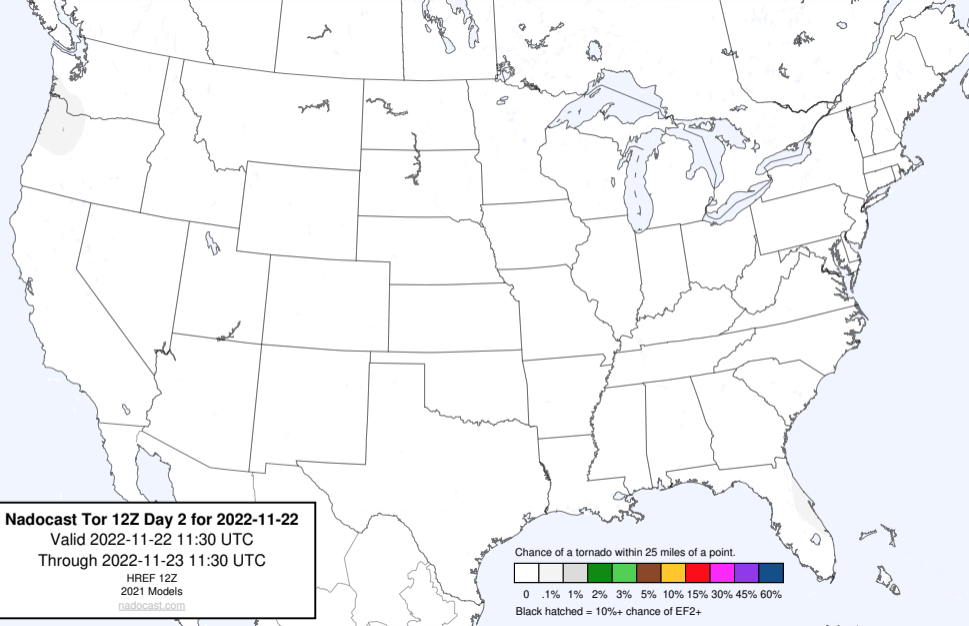 Nadocast Tor 12Z Day 2 for 2022-11-22
Valid 2022-11-22 11:30 UTC
Through 2022-11-23 11:30 UTC
HREF 12Z
2021 Models
nadocast.com
Chance of a tornado within 25 miles of a point.
0 .1% 1% 2% 3% 5% 10% 15% 30% 45% 60%
Black hatched = 10%+ chance of EF2+